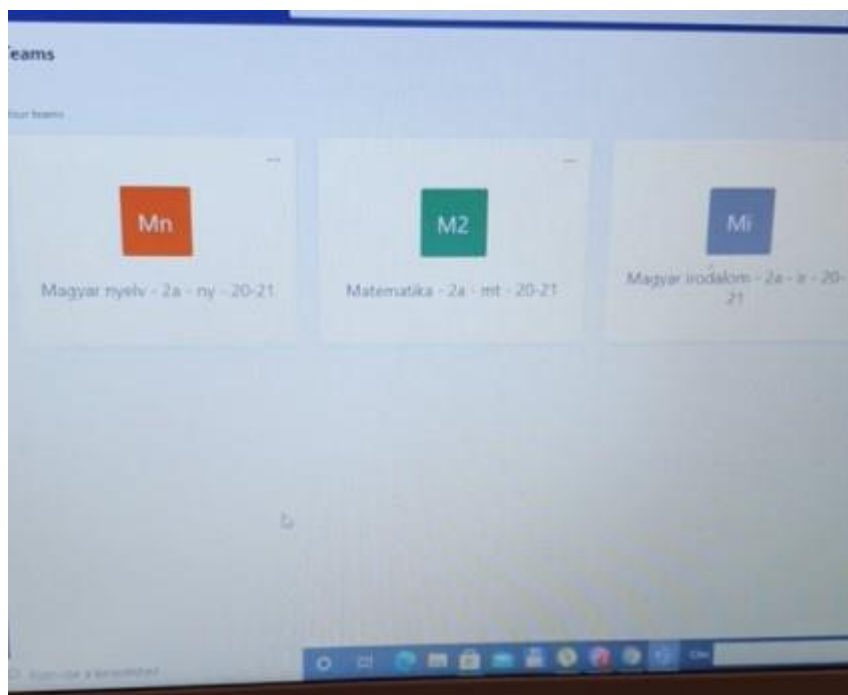 Teams
Your teams
Mn
Magyar nyelv - 2a - ny - 20-21
M2
Matematika - 2a - mt - 20-21
Mi
Magyar irodalom - 2a - ir - 20-
21